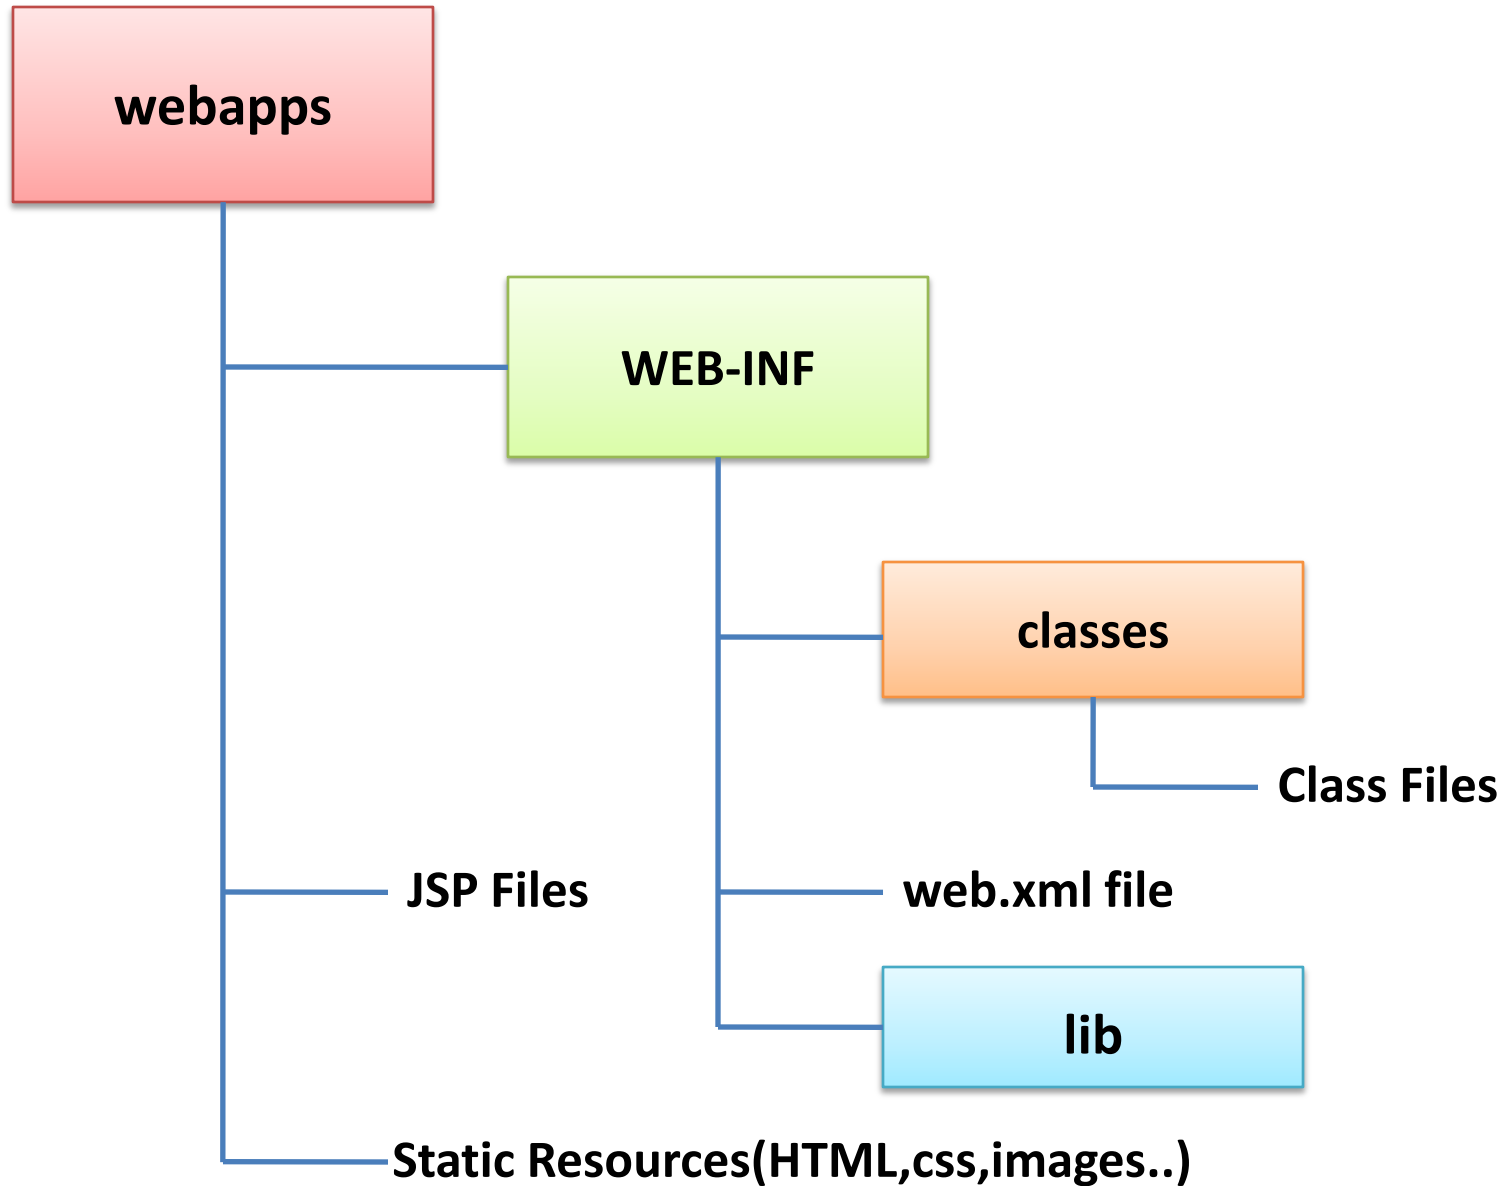 webapps
WEB-INF
classes
Class Files
JSP Files
web.xml file
lib
Static Resources(HTML,css,images..)